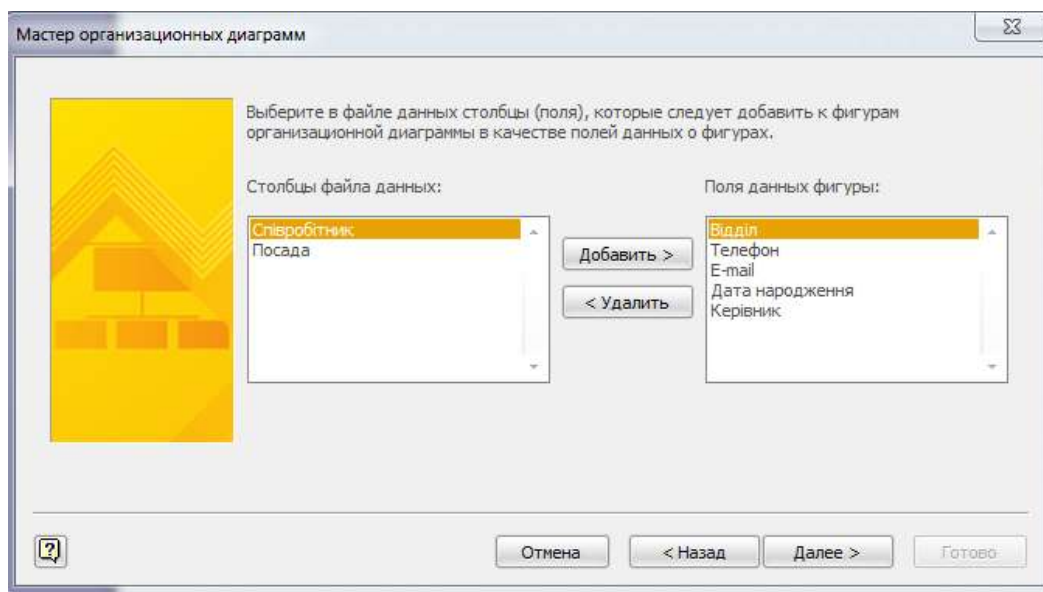 Мастер организационных диаграмм
Выберите в файле данных столбцы (поля), которые следует добавить к фигурам
организационной диаграммы в качестве полей данных о фигурах.
Столбцы файла данных:
Поля данных фигуры:
Співробітник
Посада
Добавить >
< Удалить
Відділ
Телефон
E-mail
Дата народження
Керівник
Отмена
< Назад
Далее >
Готово